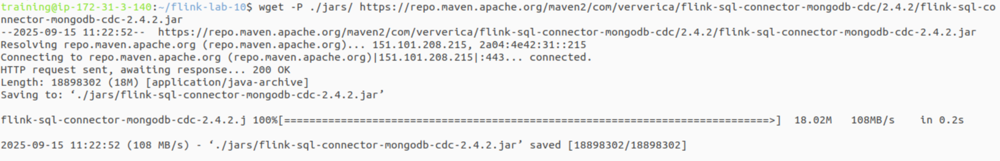 training@ip-172-31-3-140:~/flink-lab-10$ wget -P ./jars/ https://repo.maven.apache.org/maven2/com/ververica/flink-sql-connector-mongodb-cdc/2.4.2/flink-sql-co
nnector-mongodb-cdc-2.4.2.jar
--2025-09-15 11:22:52--  https://repo.maven.apache.org/maven2/com/ververica/flink-sql-connector-mongodb-cdc/2.4.2/flink-sql-connector-mongodb-cdc-2.4.2.jar
Resolving repo.maven.apache.org (repo.maven.apache.org)... 151.101.208.215, 2a04:4e42:31::215
Connecting to repo.maven.apache.org (repo.maven.apache.org)|151.101.208.215|:443... connected.
HTTP request sent, awaiting response... 200 OK
Length: 18898302 (18M) [application/java-archive]
Saving to: ‘./jars/flink-sql-connector-mongodb-cdc-2.4.2.jar’
flink-sql-connector-mongodb-cdc-2.4.2.j 100%[=============================================================================>]  18.02M   108MB/s    in 0.2s
2025-09-15 11:22:52 (108 MB/s) - ‘./jars/flink-sql-connector-mongodb-cdc-2.4.2.jar’ saved [18898302/18898302]